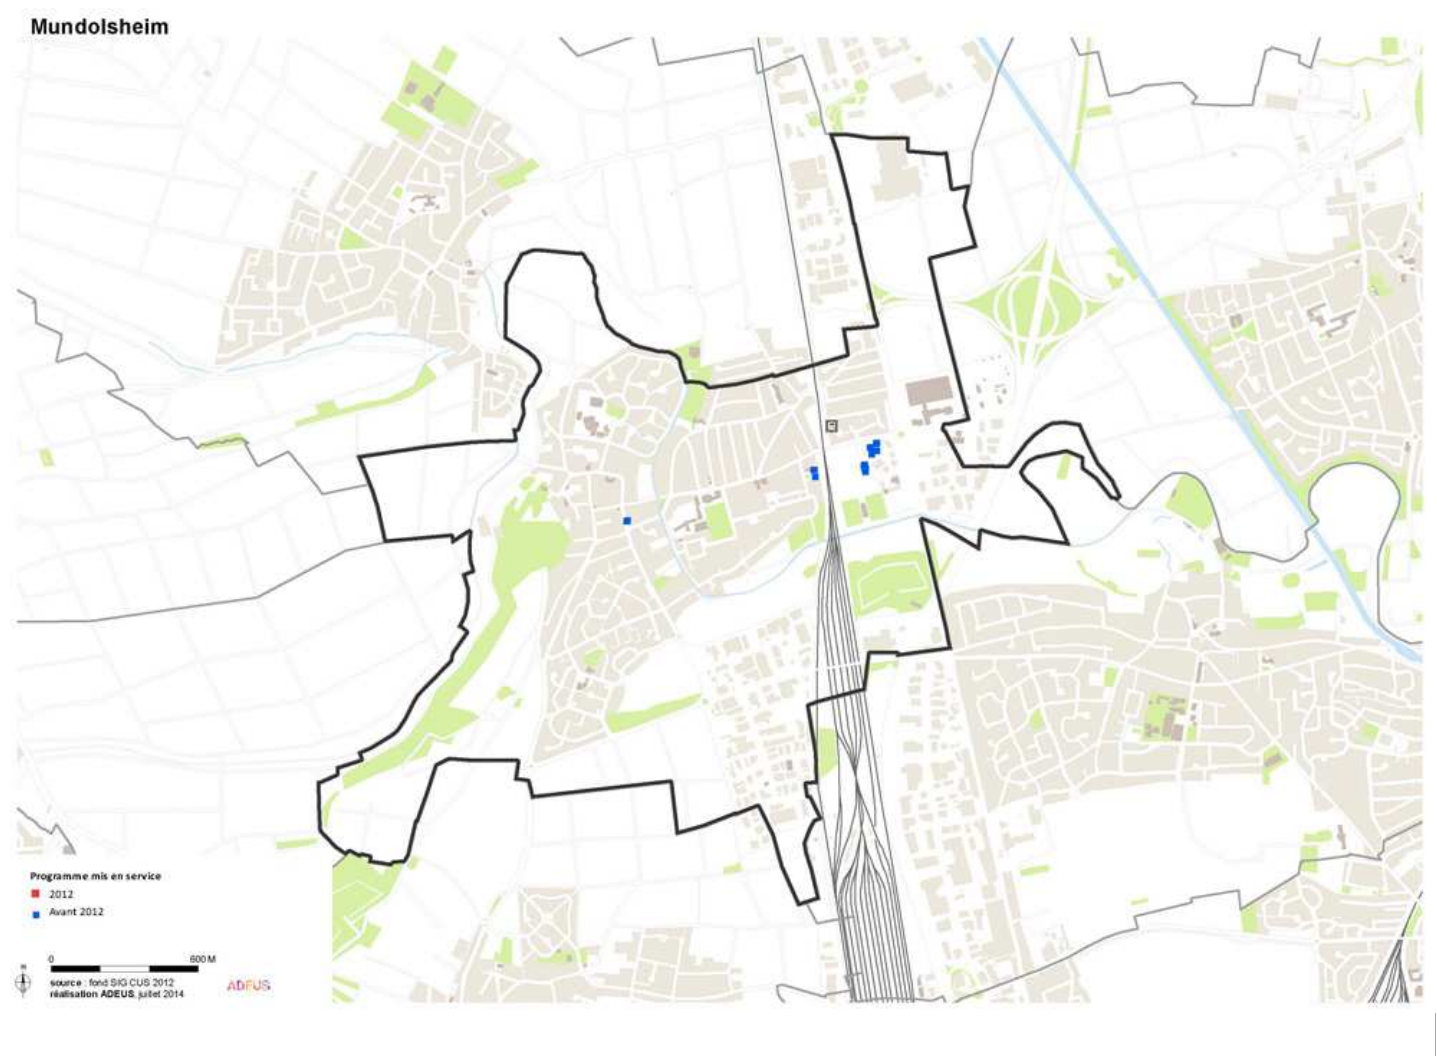 Mundolsheim
Programme mis en service
2012
Avant 2012
0 600 M
source : fond SIG CUS 2012
réalisation ADEUS, juillet 2014
ADEUS